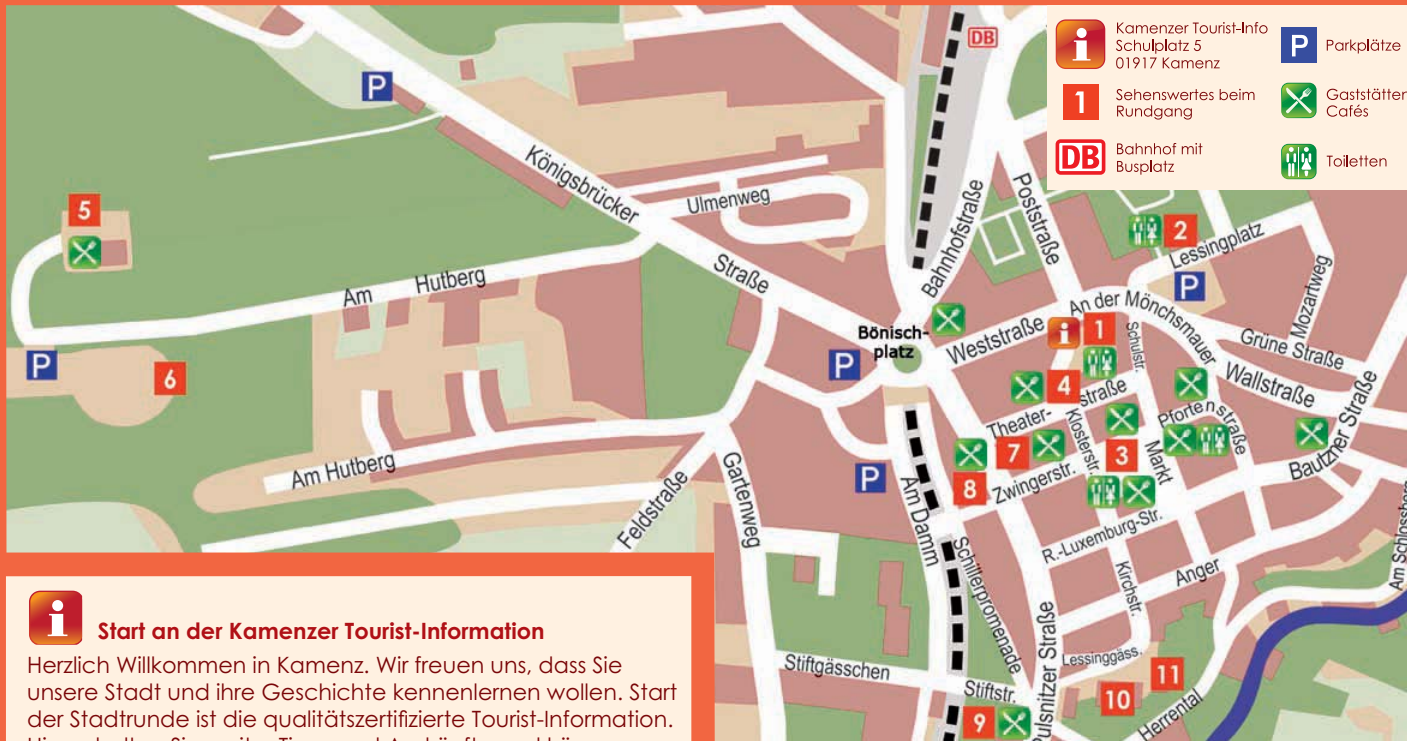 DB
i
Kamenzer Tourist-Info
Schulplatz 5
01917 Kamenz
P
Parkplätze
1
Sehenswertes beim
Rundgang
Gaststätten
Cafés
DB
Bahnhof mit
Busplatz
Toiletten
P
Königsbrücker
Straße
Ulmenweg
Bahnhofstraße
Poststraße
5
2
Lessingplatz
P
Mozartweg
Am Hutberg
An der Mönchsmauer
Bönisch-
platz
Weststraße
i
1
Schulstr.
Grüne Straße
Wallstraße
P
6
P
4
Theater-
straße
Klosterstr.
Pfortenstraße
Bautzner Straße
7
3
Markt
8
Zwingerstr.
Am Hutberg
P
Feldstraße
Gartenweg
Am Damm
R.-Luxemburg-Str.
Schillerpromenade
Kirchstr.
Anger
Am Schlossberg
Pulsnitzer Straße
Lessinggäss.
Stiftgässchen
Stiftstr.
9
10
11
Herrental
i
Start an der Kamenzer Tourist-Information
Herzlich Willkommen in Kamenz. Wir freuen uns, dass Sie
unsere Stadt und ihre Geschichte kennenlernen wollen. Start
der Stadtrunde ist die qualitätszertifizierte Tourist-Information.